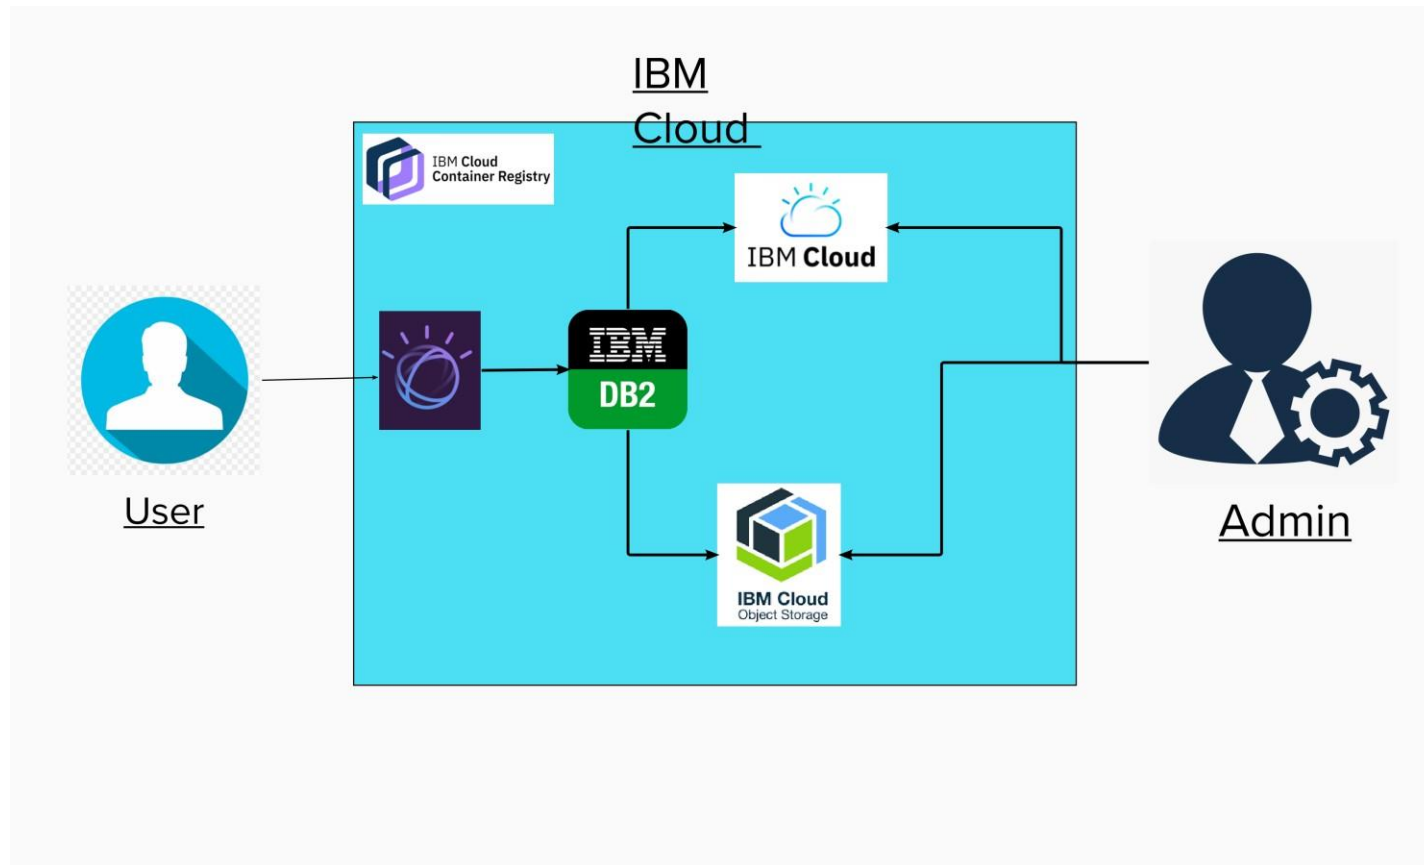 IBM
Cloud
IBM Cloud
Container Registry
IBM Cloud
IBM
DB2
User
IBM Cloud
Object Storage
Admin